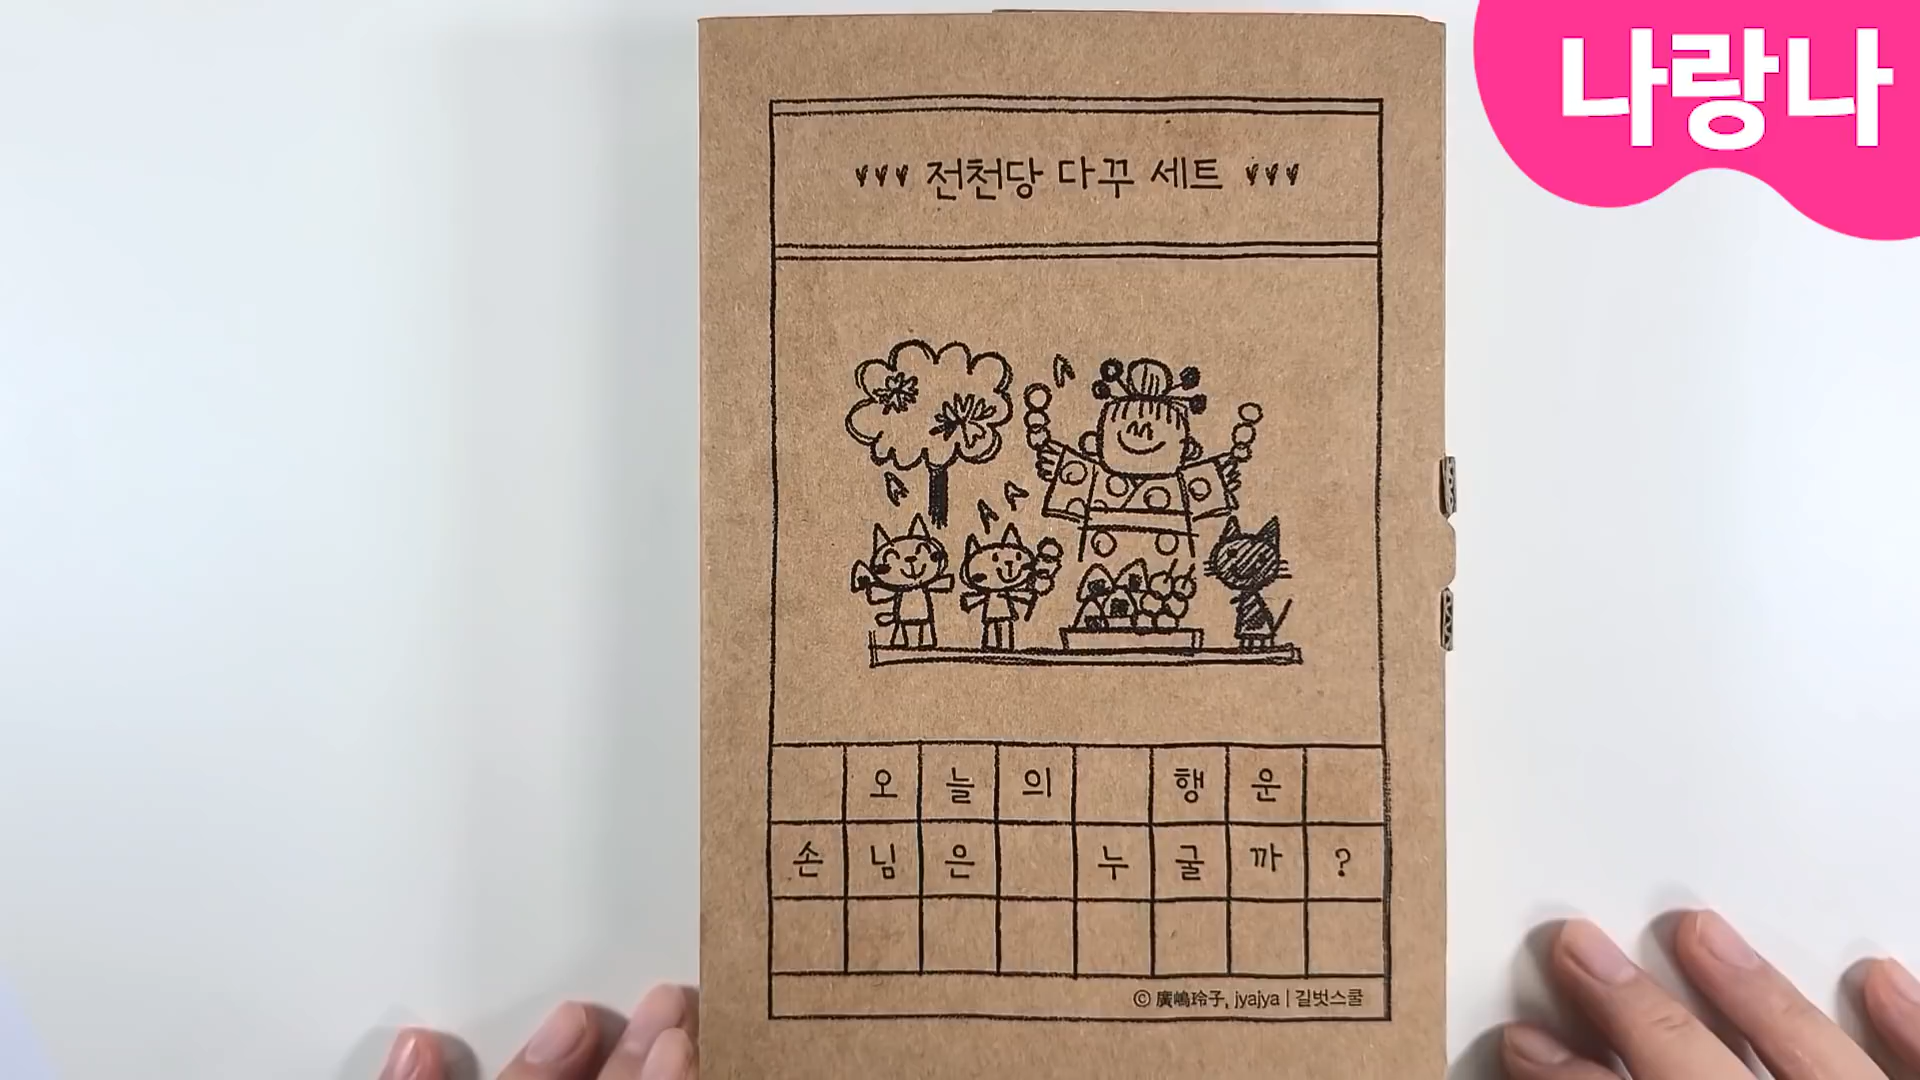 나랑나
전천당 다꾸 세트
오늘의 행운
손님은 누굴까?
© 廣嶋玲子, jyajya | 길벗스쿨